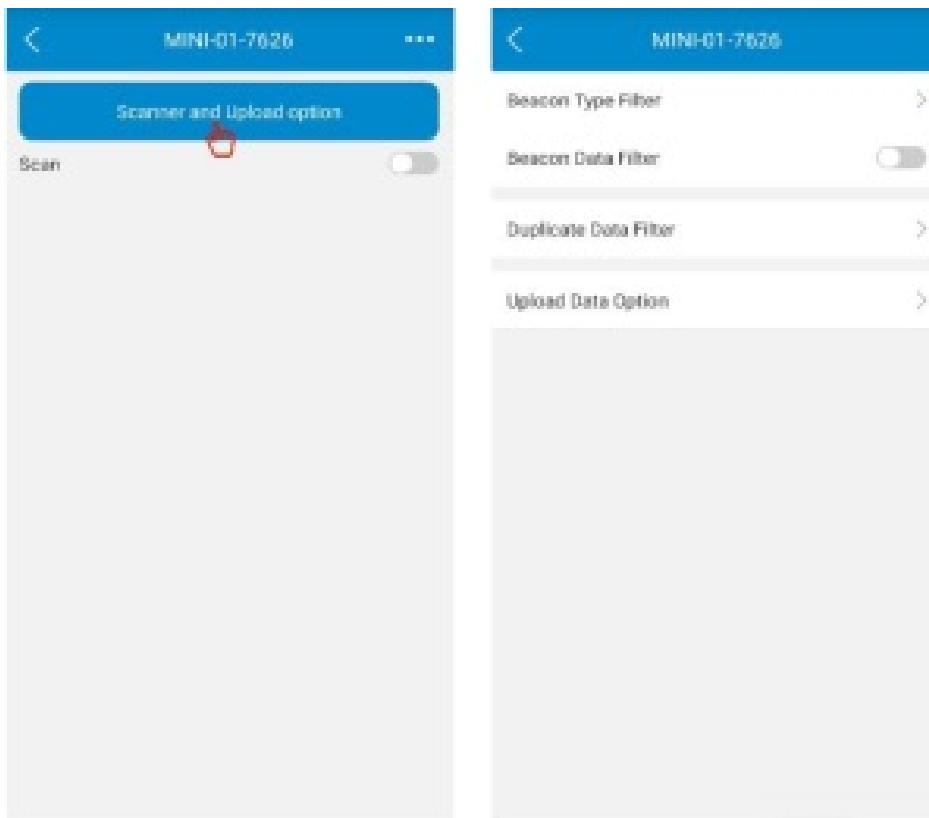 MINI-01-7626
Scanner and Upload option
Scan
MINI-01-7626
Beacon Type Filter
Beacon Data Filter
Duplicate Data Filter
Upload Data Option